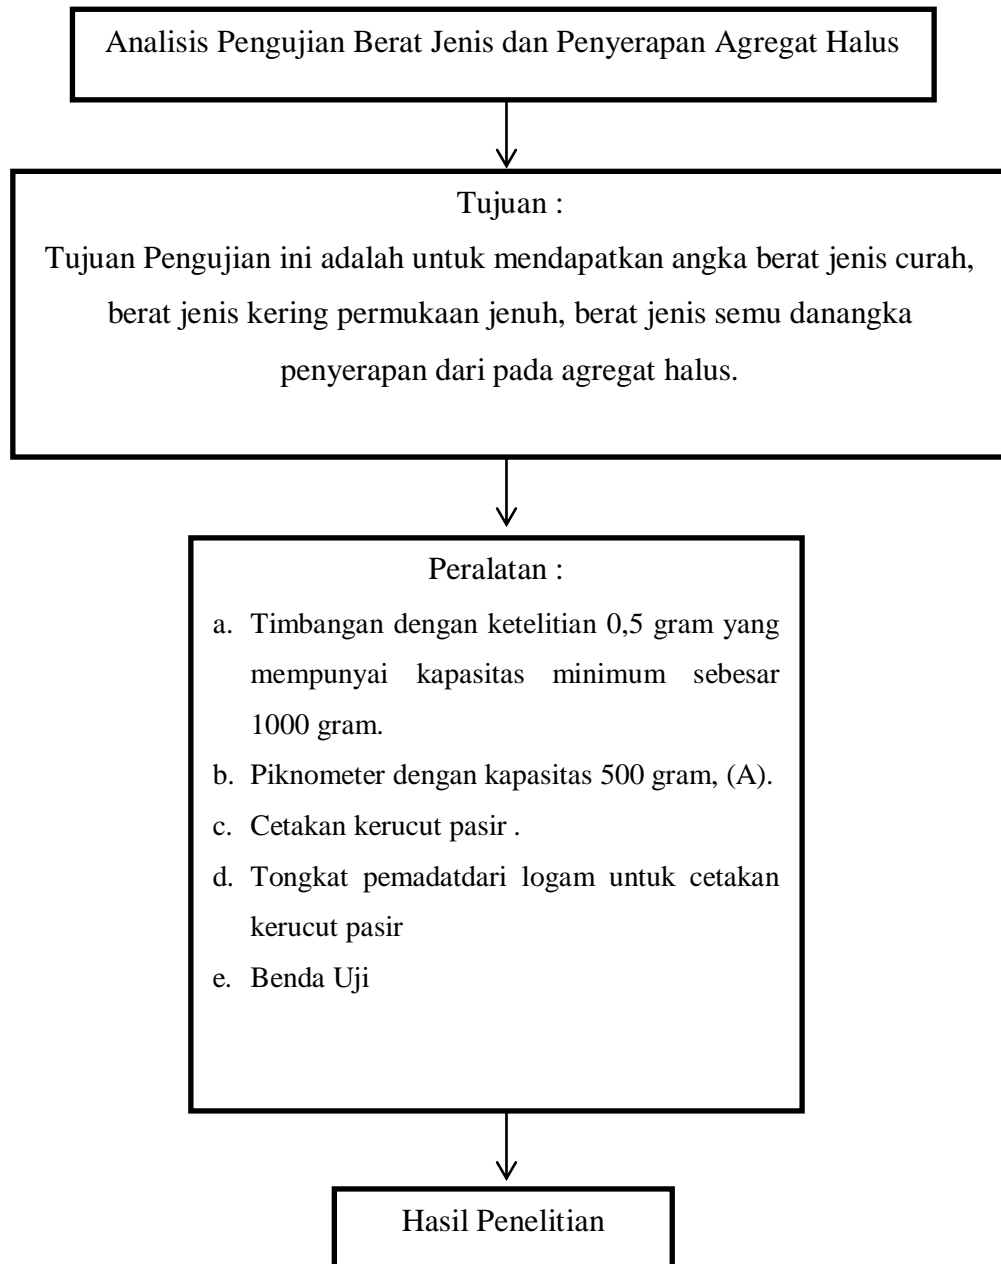 Analisis Pengujian Berat Jenis dan Penyerapan Agregat Halus
Tujuan :
Tujuan Pengujian ini adalah untuk mendapatkan angka berat jenis curah,
berat jenis kering permukaan jenuh, berat jenis semu danangka
penyerapan dari pada agregat halus.
Peralatan :
a. Timbangan dengan ketelitian 0,5 gram yang
mempunyai kapasitas minimum sebesar
1000 gram.
b. Piknometer dengan kapasitas 500 gram, (A).
c. Cetakan kerucut pasir .
d. Tongkat pemadatdari logam untuk cetakan
kerucut pasir
e. Benda Uji
Hasil Penelitian